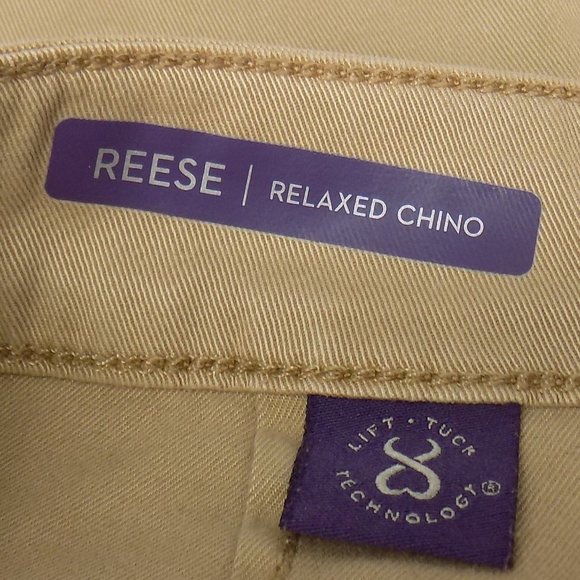 REESE | RELAXED CHINO
LIFT · TUCK
TECHNOLOGY®